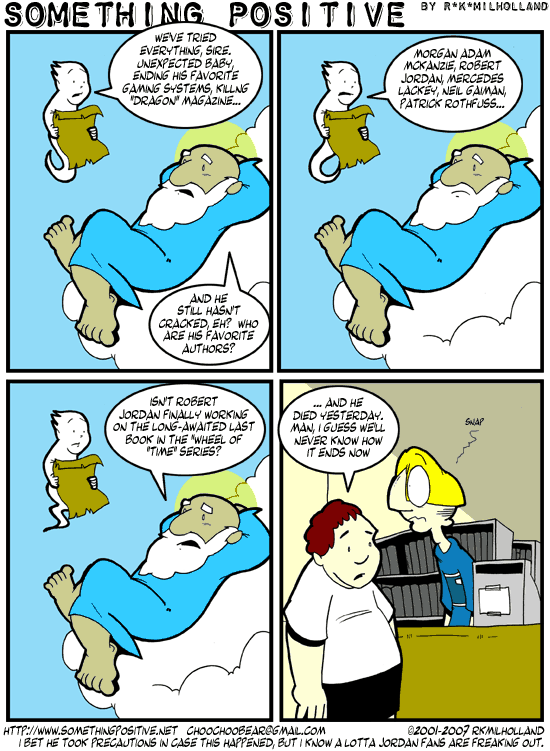 SOMETHING POSITIVE BY R*K*MILHOLLAND
WE'VE TRIED
EVERYTHING, SIRE.
UNEXPECTED BABY,
ENDING HIS FAVORITE
GAMING SYSTEMS, KILLING
"DRAGON" MAGAZINE...
AND HE
STILL HASN'T
CRACKED, EH? WHO
ARE HIS FAVORITE
AUTHORS?
MORGAN ADAM
MCKANZIE, ROBERT
JORDAN, MERCEDES
LACKEY, NEIL GAIMAN,
PATRICK ROTHFUSS...
ISN'T ROBERT
JORDAN FINALLY WORKING
ON THE LONG-AWAITED LAST
BOOK IN THE "WHEEL OF
"TIME" SERIES?
... AND HE
DIED YESTERDAY.
MAN, I GUESS WE'LL
NEVER KNOW HOW
IT ENDS NOW
SNAP
HTTP://WWW.SOMETHINGPOSITIVE.NET CHOOCHOOBEAR@GMAIL.COM ©2001-2007 RKMILHOLLAND
I BET HE TOOK PRECAUTIONS IN CASE THIS HAPPENED, BUT I KNOW A LOTTA JORDAN FANS ARE FREAKING OUT.